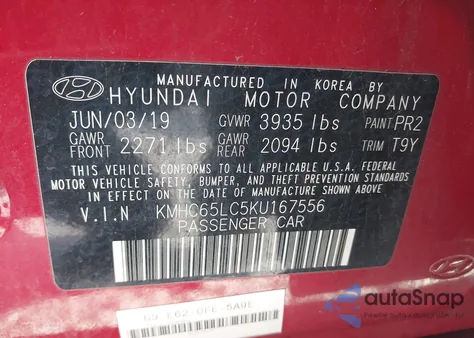 MANUFACTURED IN KOREA BY
HYUNDAI MOTOR COMPANY
JUN/03/19 GVWR 3935 lbs PAINT PR2
GAWR FRONT 2271 lbs GAWR REAR 2094 lbs TRIM T9Y
THIS VEHICLE CONFORMS TO ALL APPLICABLE U.S.A. FEDERAL
MOTOR VEHICLE SAFETY, BUMPER, AND THEFT PREVENTION STANDARDS
IN EFFECT ON THE DATE OF MANUFACTURE SHOWN ABOVE.
V.I.N KMHC65LC5KU167556
PASSENGER CAR
autoSnap